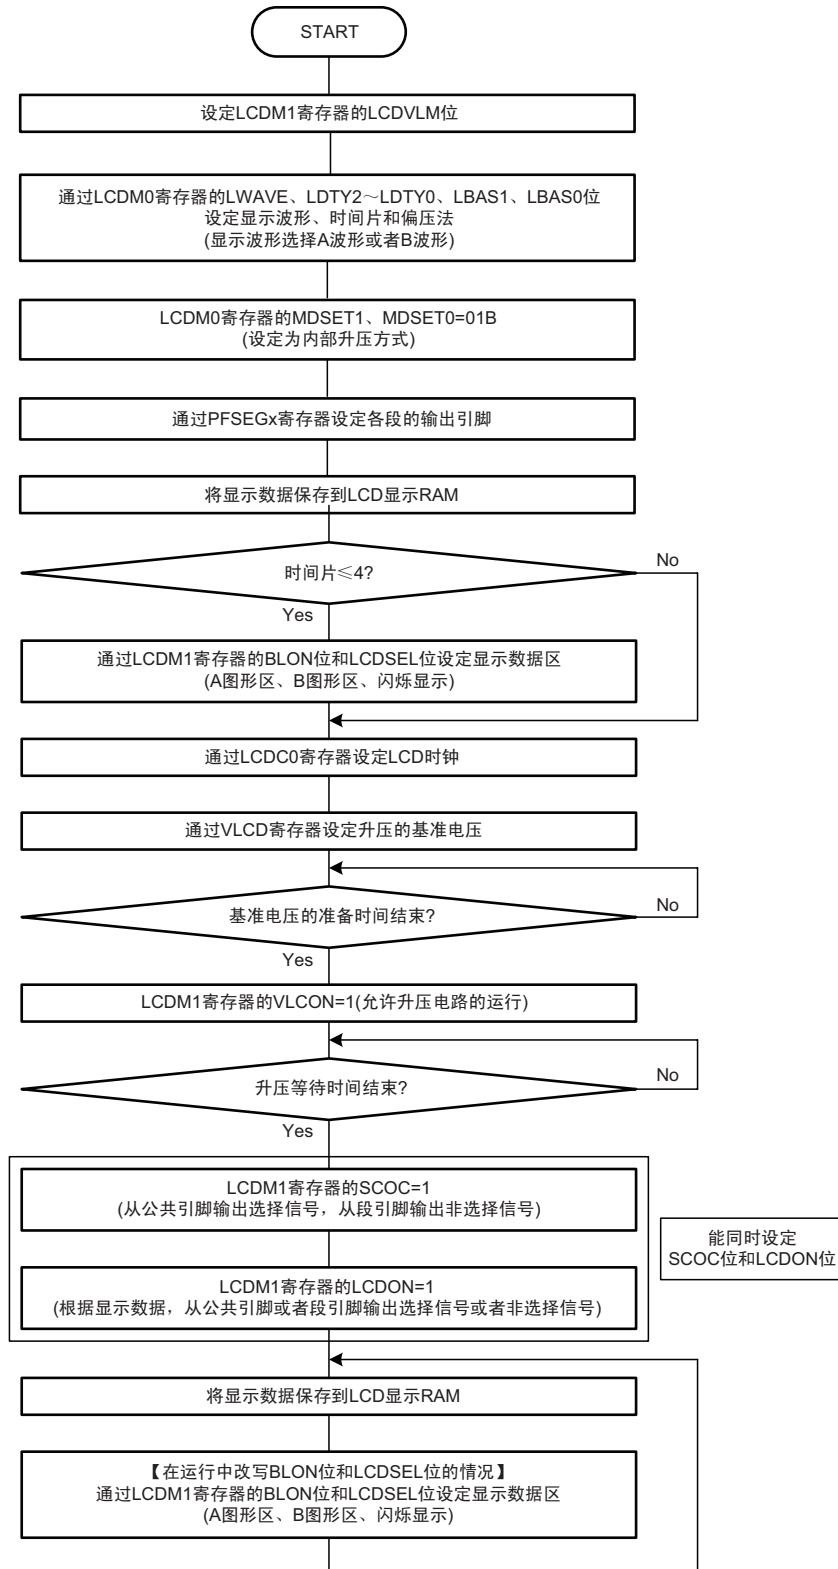 START
设定LCDM1寄存器的LCDVLM位
通过LCDM0寄存器的LWAVE、LDTY2～LDTY0、LBAS1、LBAS0位
设定显示波形、时间片和偏压法
(显示波形选择A波形或者B波形)
LCDM0寄存器的MDSET1、MDSET0=01B
(设定为内部升压方式)
通过PFSEGx寄存器设定各段的输出引脚
将显示数据保存到LCD显示RAM
时间片≤4?
No
Yes
通过LCDM1寄存器的BLON位和LCDSEL位设定显示数据区
(A图形区、B图形区、闪烁显示)
通过LCDC0寄存器设定LCD时钟
通过VLCD寄存器设定升压的基准电压
基准电压的准备时间结束?
No
Yes
LCDM1寄存器的VLCON=1(允许升压电路的运行)
升压等待时间结束?
No
Yes
LCDM1寄存器的SCOC=1
(从公共引脚输出选择信号，从段引脚输出非选择信号)
能同时设定
SCOC位和LCDON位
LCDM1寄存器的LCDON=1
(根据显示数据，从公共引脚或者段引脚输出选择信号或者非选择信号)
将显示数据保存到LCD显示RAM
【在运行中改写BLON位和LCDSEL位的情况】
通过LCDM1寄存器的BLON位和LCDSEL位设定显示数据区
(A图形区、B图形区、闪烁显示)